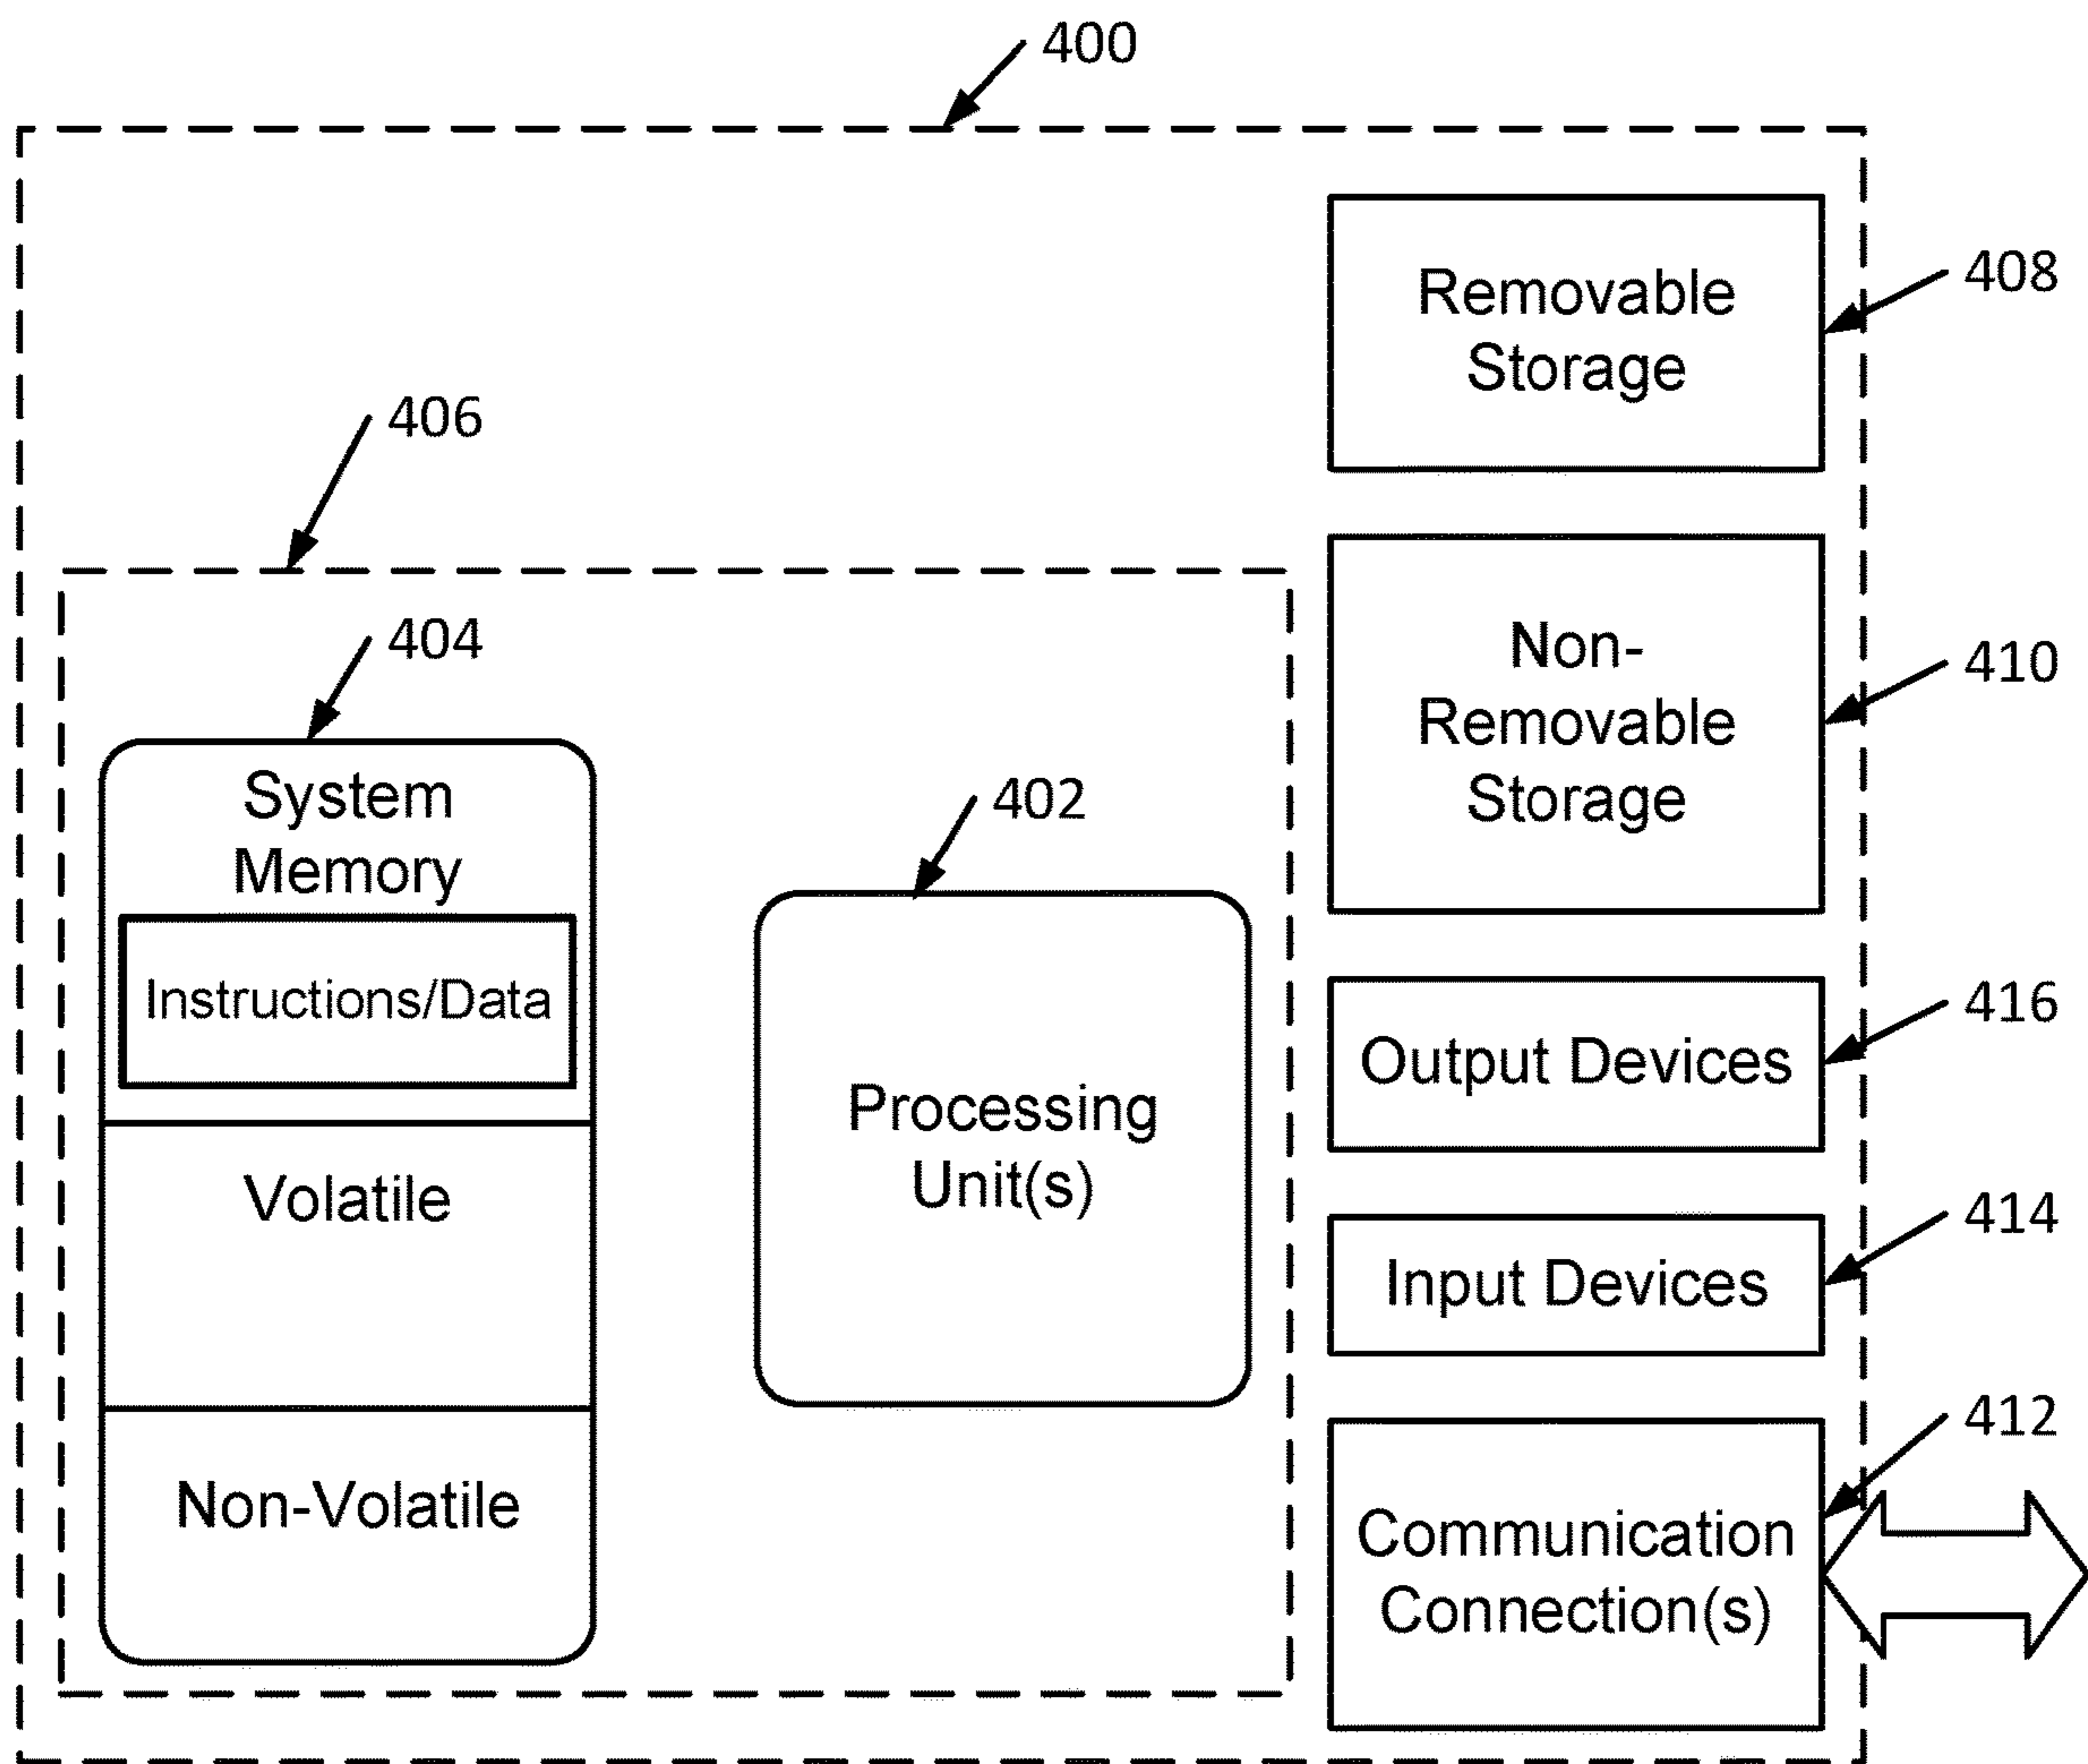 400
Removable
Storage
408
406
Non-
Removable
Storage
410
404
System
Memory
Instructions/Data
Volatile
Non-Volatile
402
Processing
Unit(s)
Output Devices
416
Input Devices
414
412
Communication
Connection(s)